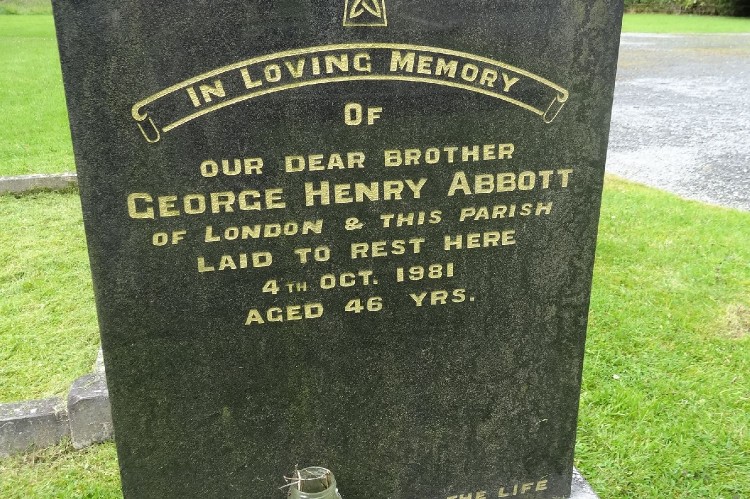 IN LOVING MEMORY
OF
OUR DEAR BROTHER
GEORGE HENRY ABBOTT
OF LONDON & THIS PARISH
LAID TO REST HERE
4TH OCT. 1981
AGED 46 YRS.
THE LIFE